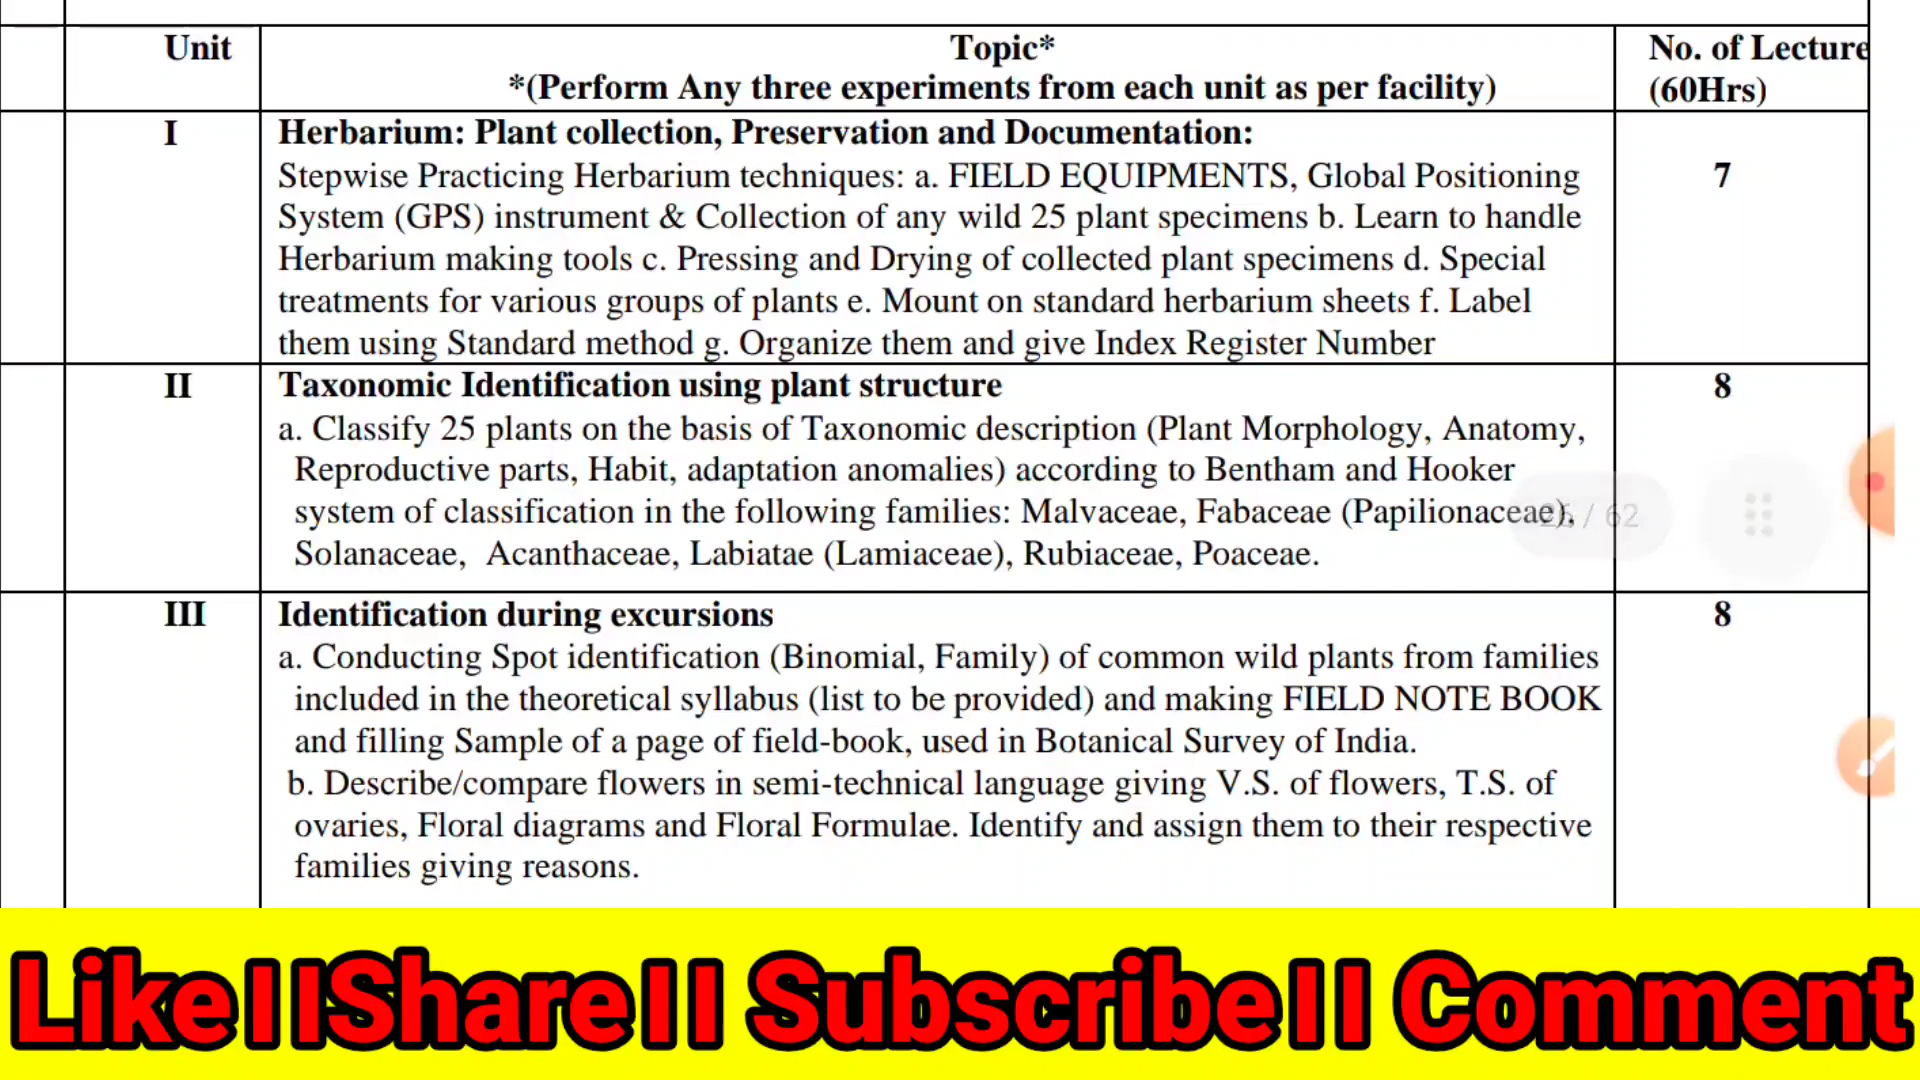 Unit Topic* No. of Lecture
*(Perform Any three experiments from each unit as per facility) (60Hrs)
I Herbarium: Plant collection, Preservation and Documentation:
Stepwise Practicing Herbarium techniques: a. FIELD EQUIPMENTS, Global Positioning 7
System (GPS) instrument & Collection of any wild 25 plant specimens b. Learn to handle
Herbarium making tools c. Pressing and Drying of collected plant specimens d. Special
treatments for various groups of plants e. Mount on standard herbarium sheets f. Label
them using Standard method g. Organize them and give Index Register Number
II Taxonomic Identification using plant structure 8
a. Classify 25 plants on the basis of Taxonomic description (Plant Morphology, Anatomy,
Reproductive parts, Habit, adaptation anomalies) according to Bentham and Hooker
system of classification in the following families: Malvaceae, Fabaceae (Papilionaceae), / 62
Solanaceae, Acanthaceae, Labiatae (Lamiaceae), Rubiaceae, Poaceae.
III Identification during excursions 8
a. Conducting Spot identification (Binomial, Family) of common wild plants from families
included in the theoretical syllabus (list to be provided) and making FIELD NOTE BOOK
and filling Sample of a page of field-book, used in Botanical Survey of India.
b. Describe/compare flowers in semi-technical language giving V.S. of flowers, T.S. of
ovaries, Floral diagrams and Floral Formulae. Identify and assign them to their respective
families giving reasons.
Like||Share|| Subscribe|| Comment